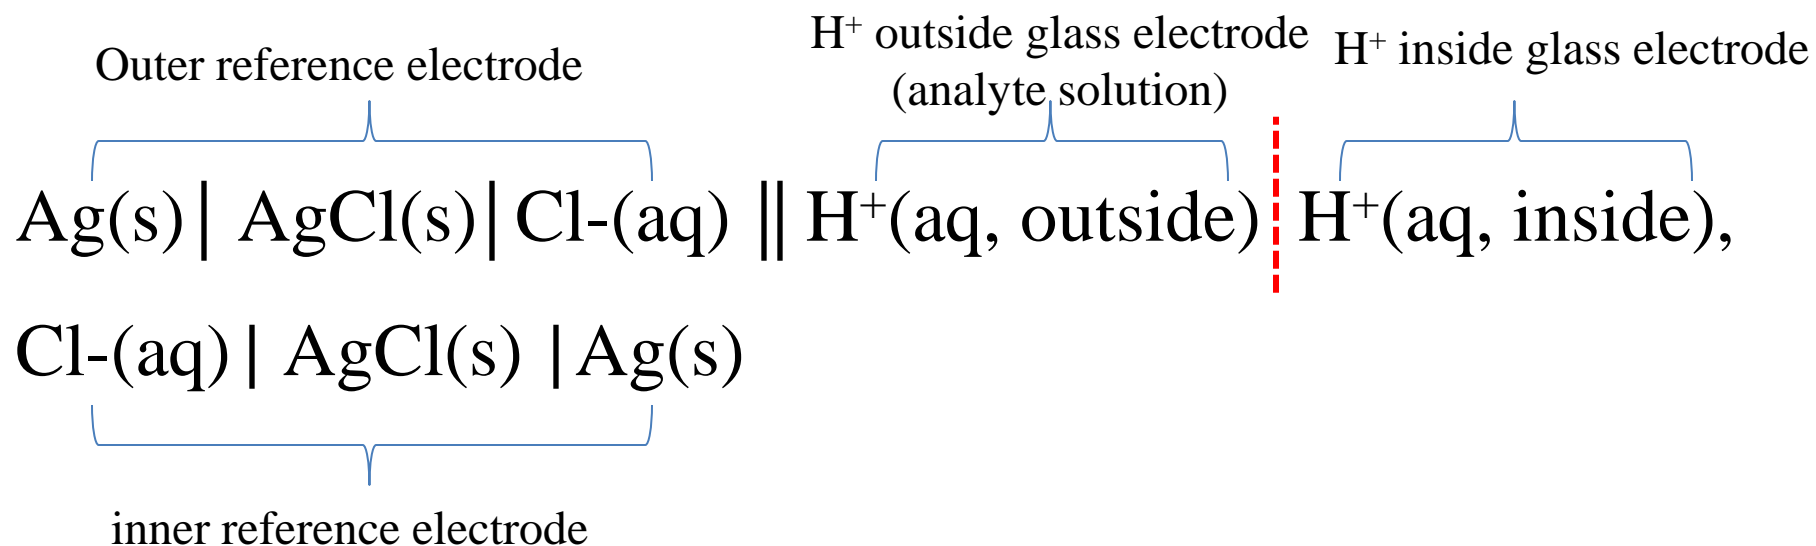 Outer reference electrode
H⁺ outside glass electrode
(analyte solution)
H⁺ inside glass electrode
Ag(s)| AgCl(s)|Cl-(aq) || H⁺(aq, outside) ¦ H⁺(aq, inside),
Cl-(aq)| AgCl(s) |Ag(s)
inner reference electrode